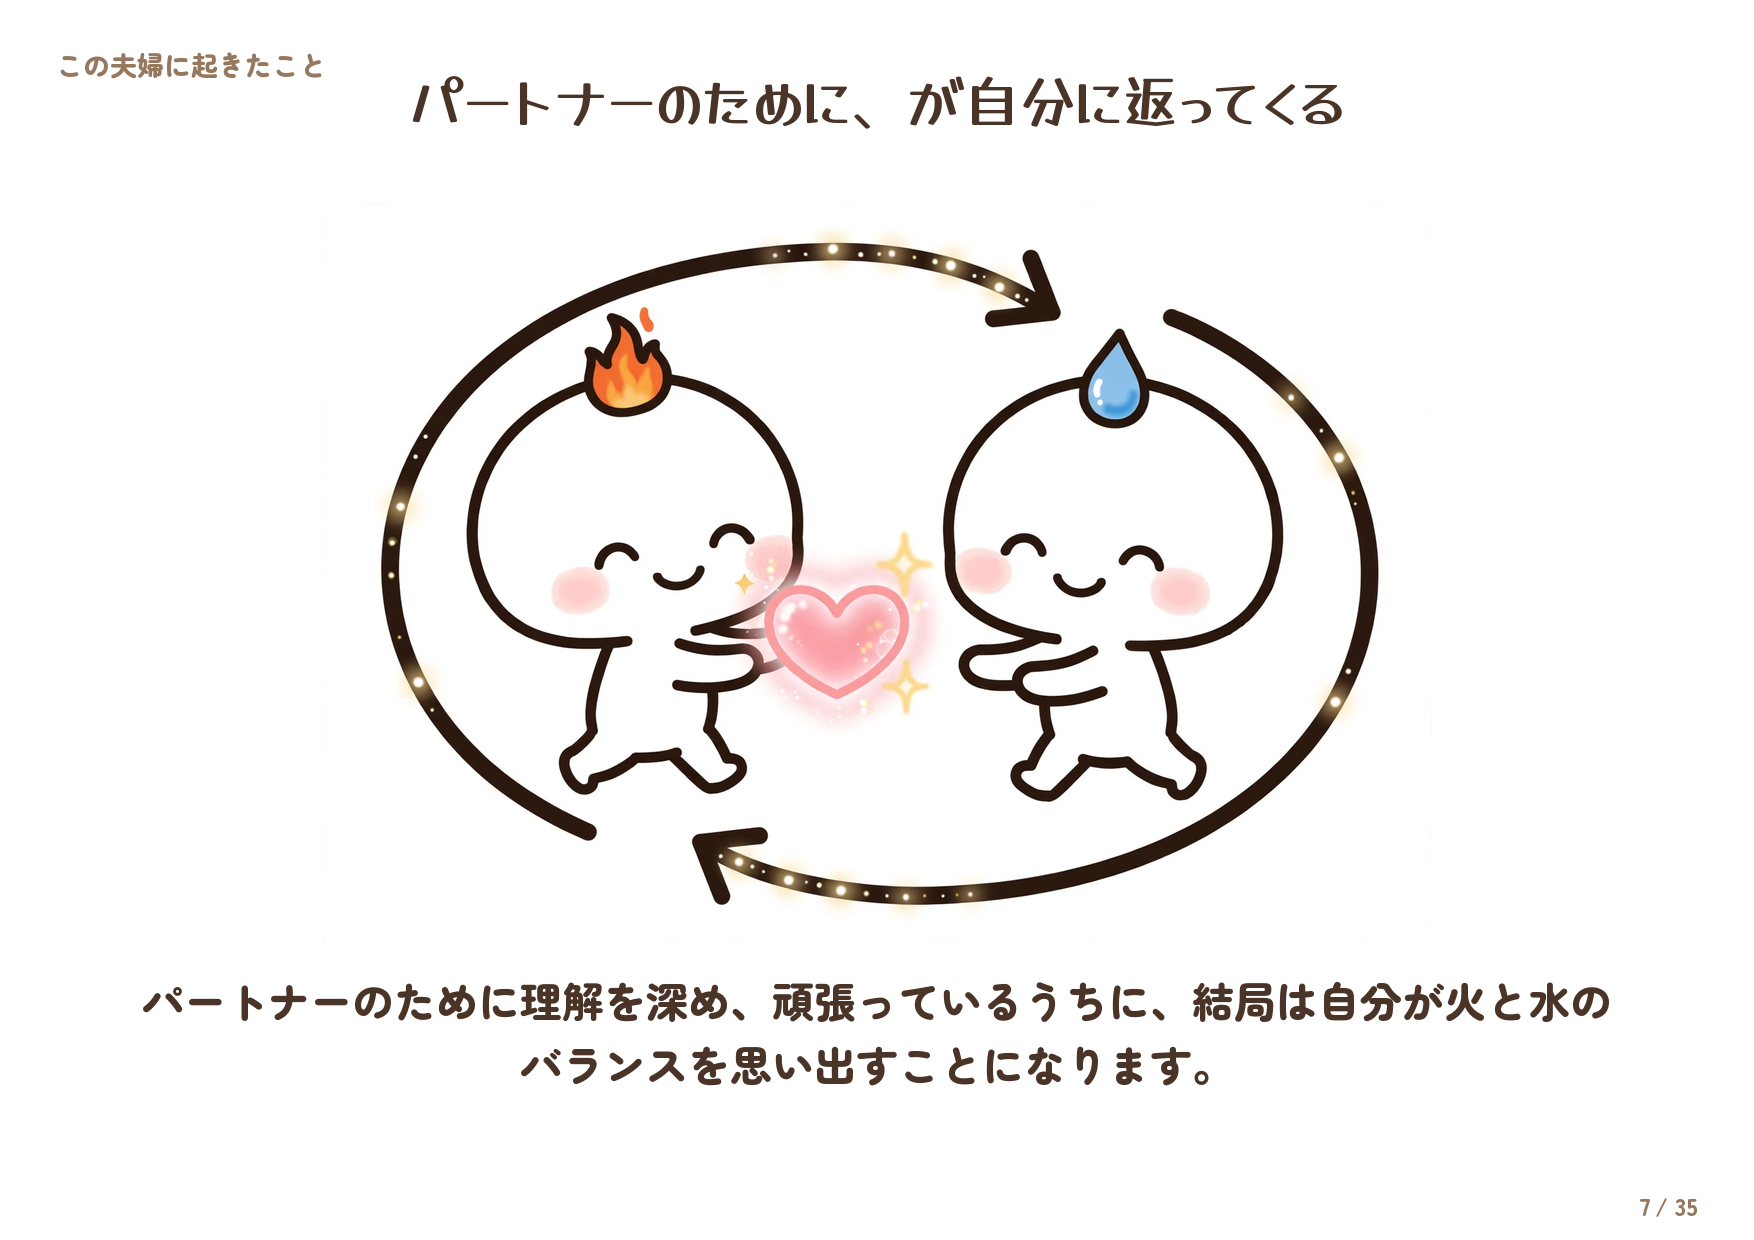 この夫婦に起きたこと
パートナーのために、が自分に返ってくる
パートナーのために理解を深め、頑張っているうちに、結局は自分が火と水の
バランスを思い出すことになります。
7 / 35